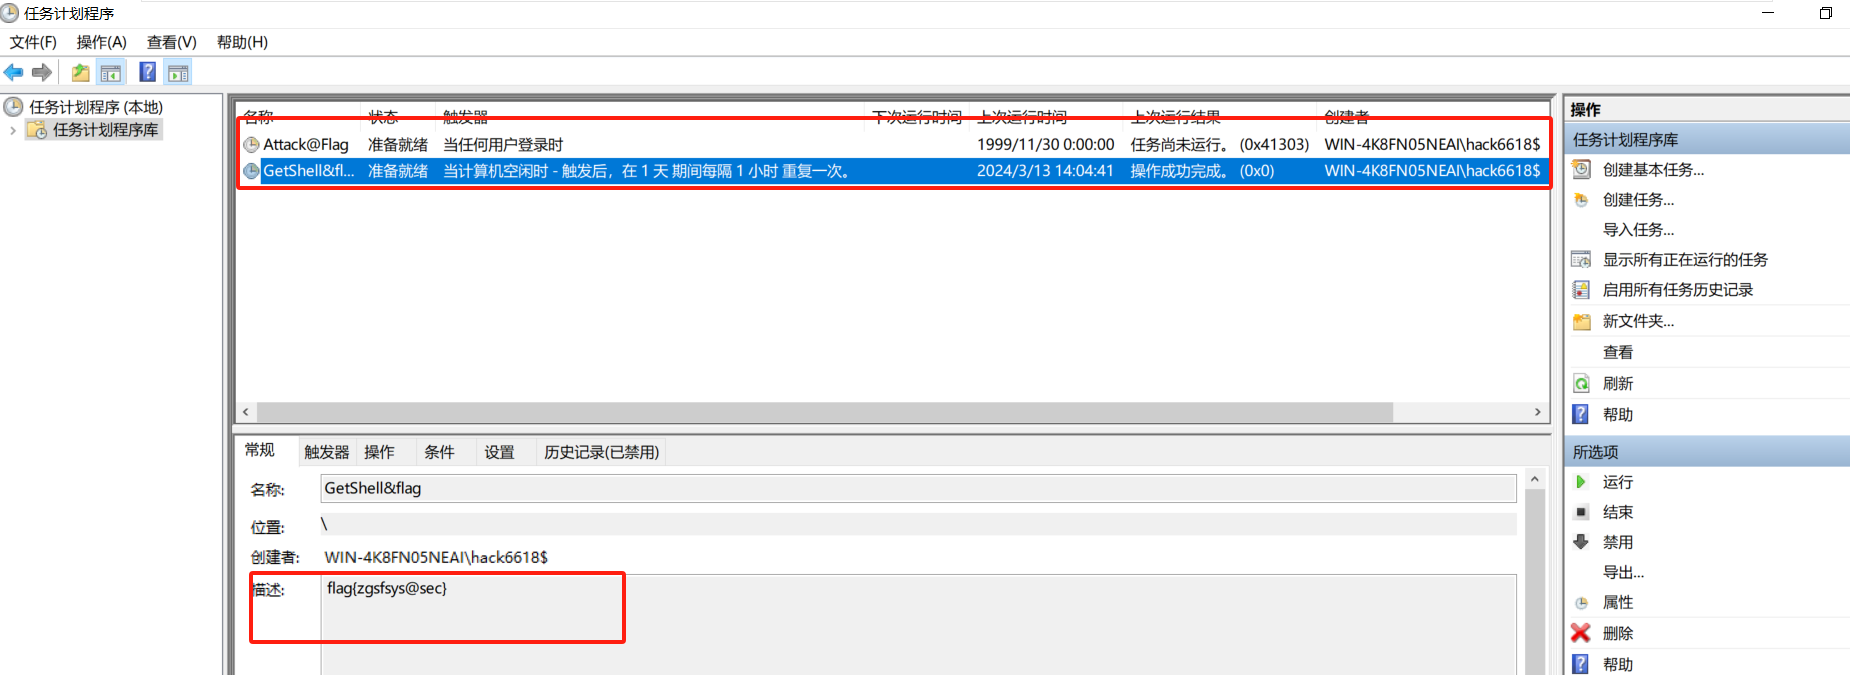 任务计划程序
文件(F) 操作(A) 查看(V) 帮助(H)
任务计划程序 (本地)
任务计划程序库
名称 状态 触发器 下次运行时间 上次运行时间 上次运行结果 创建者
Attack@Flag 准备就绪 当任何用户登录时 1999/11/30 0:00:00 任务尚未运行。 (0x41303) WIN-4K8FN05NEAI\hack6618$
GetShell&fl... 准备就绪 当计算机空闲时 - 触发后，在 1 天 期间每隔 1 小时 重复一次。 2024/3/13 14:04:41 操作成功完成。 (0x0) WIN-4K8FN05NEAI\hack6618$
常规 触发器 操作 条件 设置 历史记录(已禁用)
名称: GetShell&flag
位置: \
创建者: WIN-4K8FN05NEAI\hack6618$
描述: flag{zgsfsys@sec}
操作
任务计划程序库
创建基本任务...
创建任务...
导入任务...
显示所有正在运行的任务
启用所有任务历史记录
新文件夹...
查看
刷新
帮助
所选项
运行
结束
禁用
导出...
属性
删除
帮助